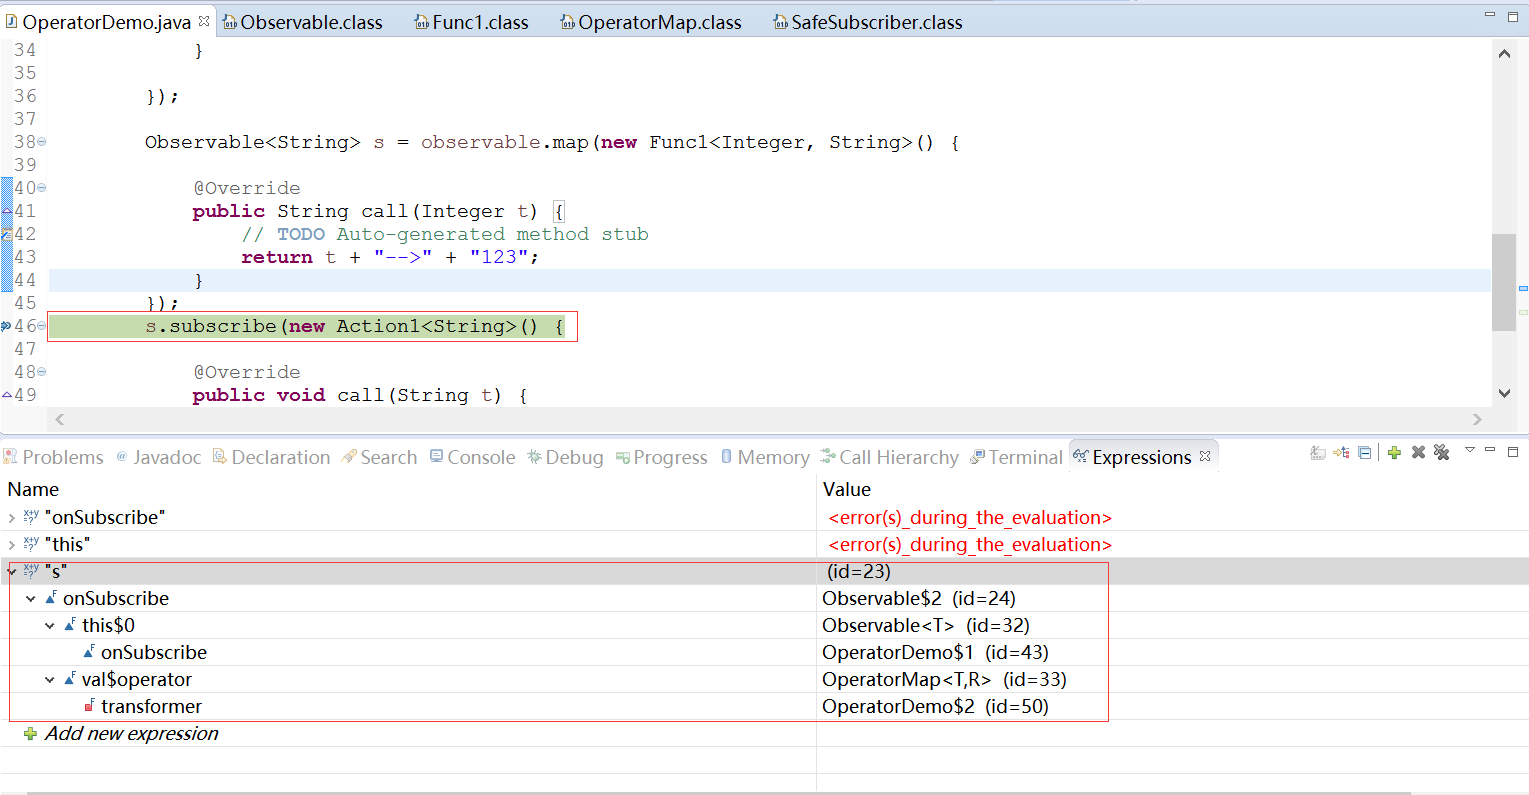 OperatorDemo.java Observable.class Func1.class OperatorMap.class SafeSubscriber.class
34 }
35
36 });
37
38 Observable<String> s = observable.map(new Func1<Integer, String>() {
39
40 @Override
41 public String call(Integer t) {
42 // TODO Auto-generated method stub
43 return t + "-->" + "123";
44 }
45 });
46 s.subscribe(new Action1<String>() {
47
48 @Override
49 public void call(String t) {
Problems Javadoc Declaration Search Console Debug Progress Memory Call Hierarchy Terminal Expressions
Name Value
"onSubscribe" <error(s)_during_the_evaluation>
"this" <error(s)_during_the_evaluation>
"s" (id=23)
onSubscribe Observable$2 (id=24)
this$0 Observable<T> (id=32)
onSubscribe OperatorDemo$1 (id=43)
val$operator OperatorMap<T,R> (id=33)
transformer OperatorDemo$2 (id=50)
Add new expression